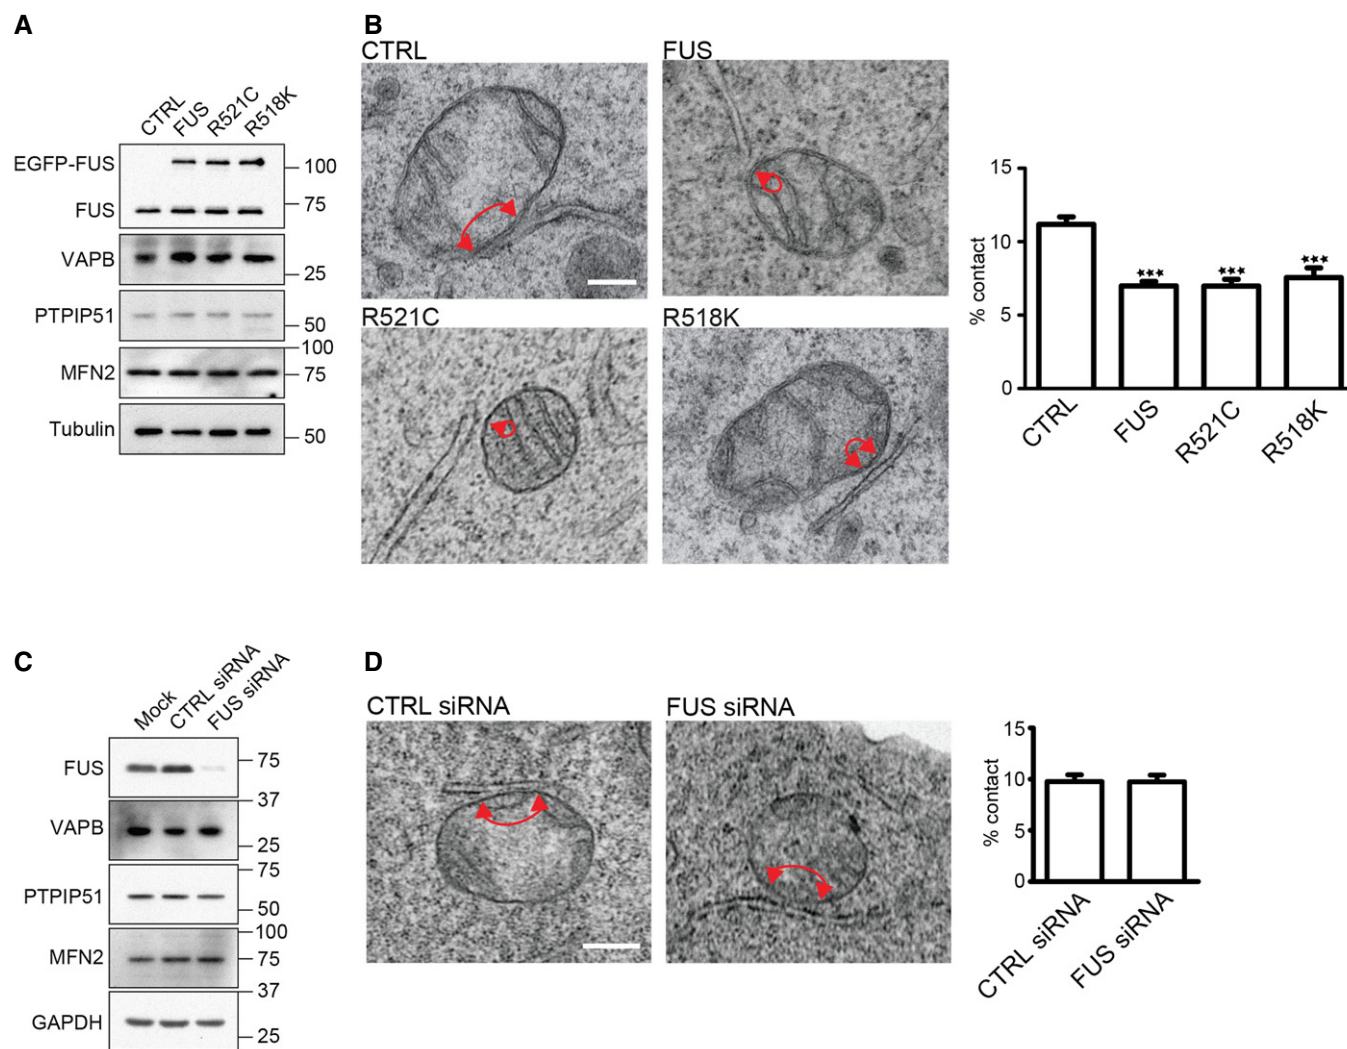 A
CTRL
FUS
R521C
R518K
EGFP-FUS
100
FUS
75
VAPB
25
PTPIP51
50
100
MFN2
75
Tubulin
50
B
CTRL
FUS
R521C
R518K
% contact
15
10
5
0
***
***
***
CTRL
FUS
R521C
R518K
C
Mock
CTRL siRNA
FUS siRNA
FUS
75
37
VAPB
25
75
PTPIP51
50
100
MFN2
75
37
GAPDH
25
D
CTRL siRNA
FUS siRNA
% contact
15
10
5
0
CTRL siRNA
FUS siRNA